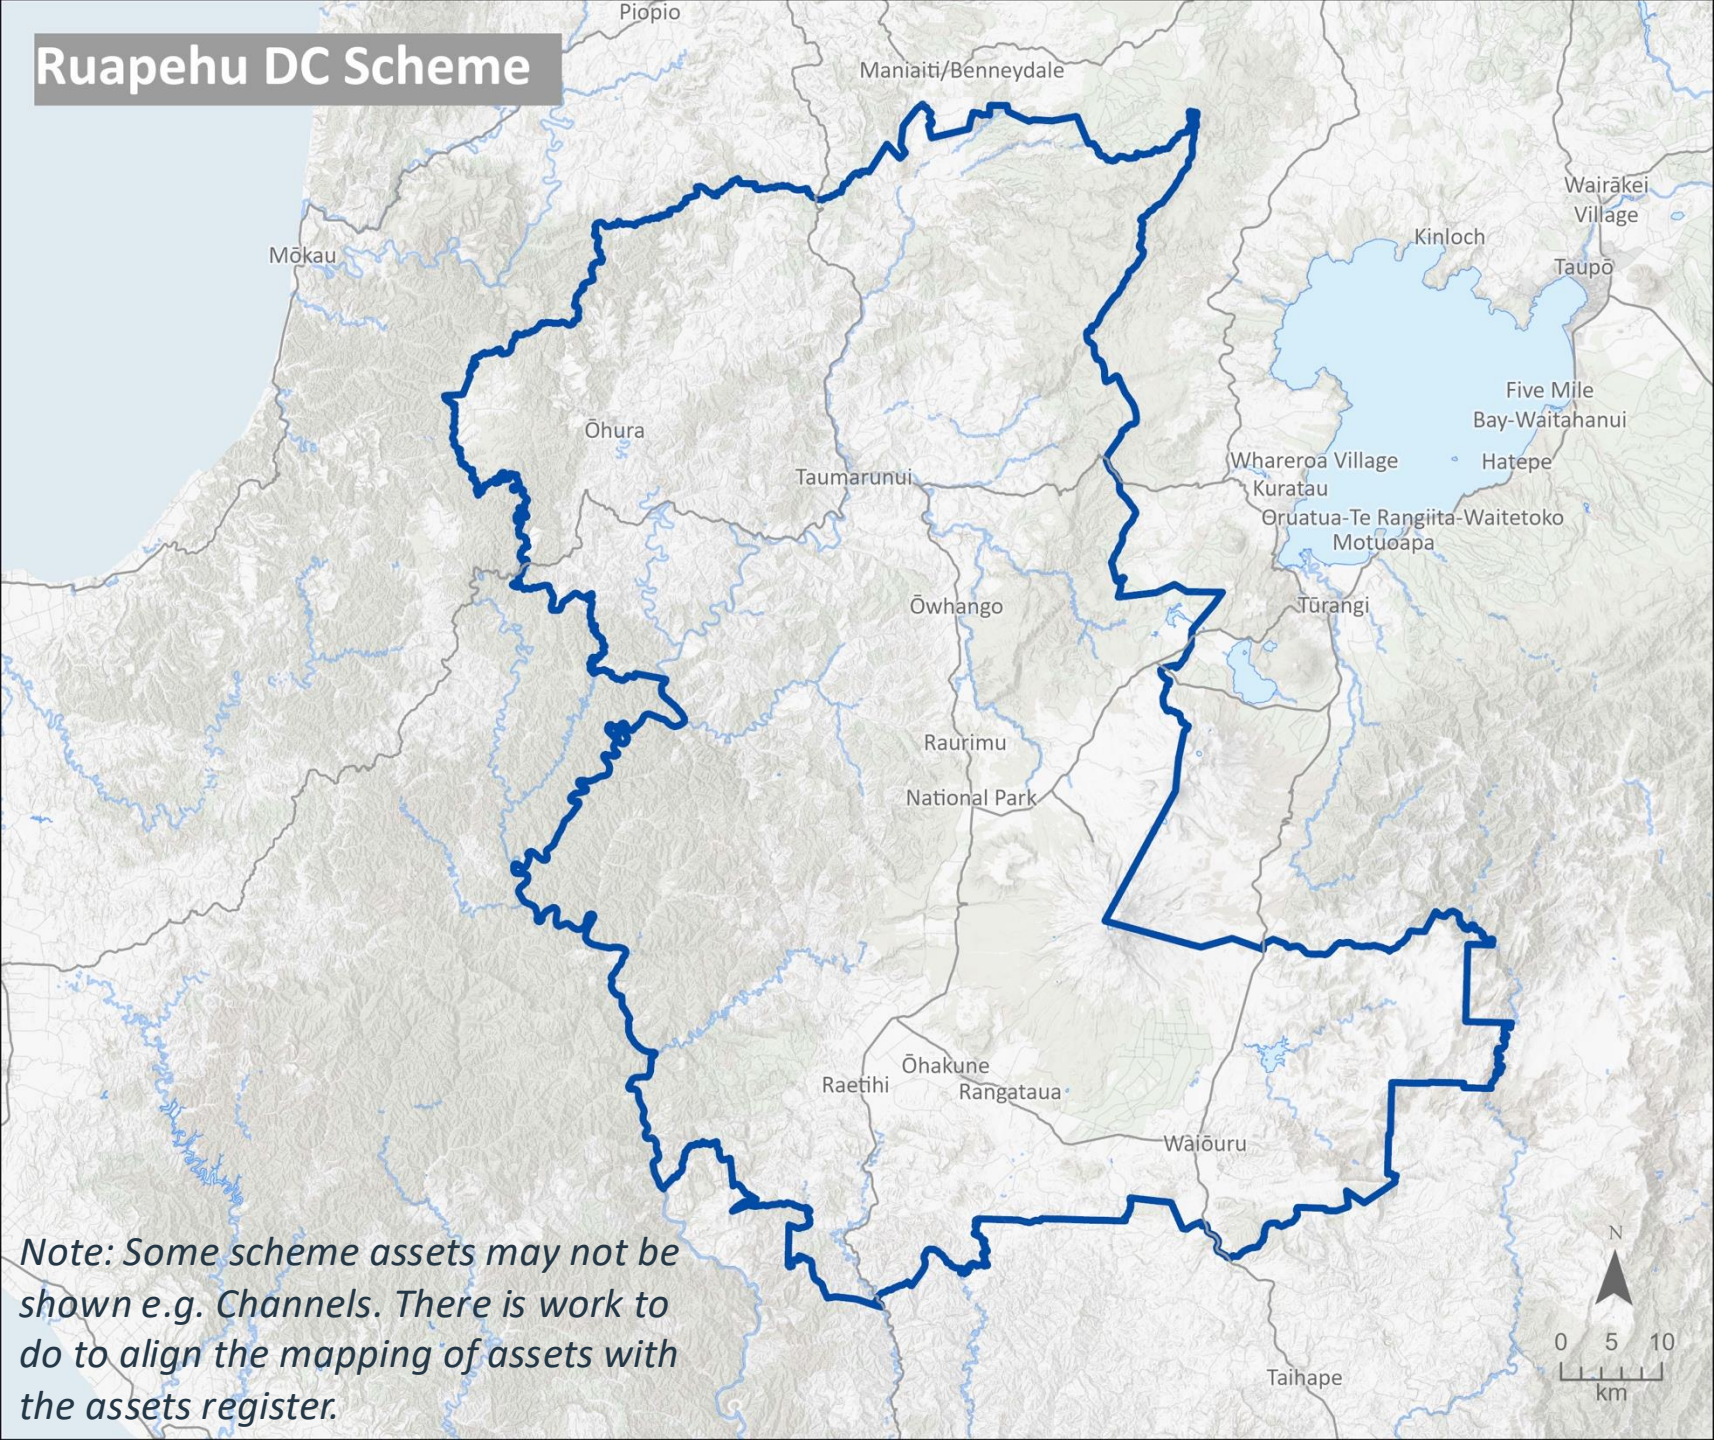 Piopio
Ruapehu DC Scheme
Maniaiti/Benneydale
Wairākei
Village
Kinloch
Mōkau
Taupō
Five Mile
Bay-Waitahanui
Ōhura
Whareroa Village
Hatepe
Taumarunui
Kuratau
Oruatua-Te Rangiita-Waitetoko
Motuoapa
Ōwhango
Tūrangi
Raurimu
National Park
Ōhakune
Raetihi
Rangataua
Wāiōuru
Note: Some scheme assets may not be
shown e.g. Channels. There is work to
do to align the mapping of assets with
the assets register.
N
0 5 10
km
Taihape